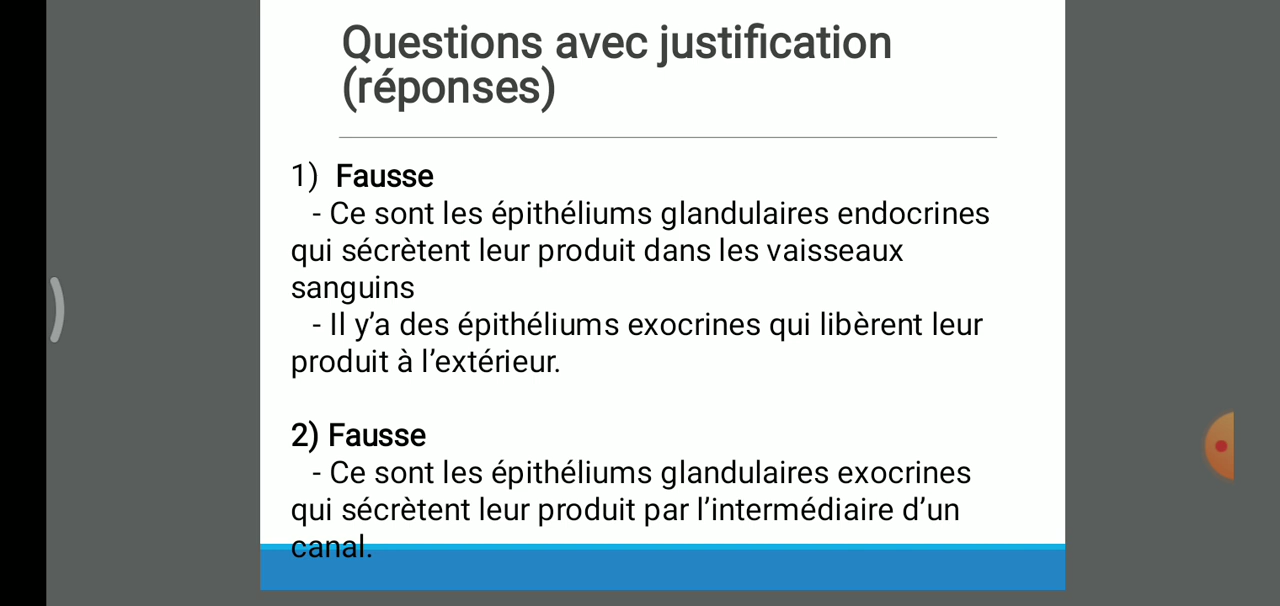 Questions avec justification
(réponses)
1) Fausse
- Ce sont les épithéliums glandulaires endocrines
qui sécrètent leur produit dans les vaisseaux
sanguins
- Il y’a des épithéliums exocrines qui libèrent leur
produit à l’extérieur.
2) Fausse
- Ce sont les épithéliums glandulaires exocrines
qui sécrètent leur produit par l’intermédiaire d’un
canal.